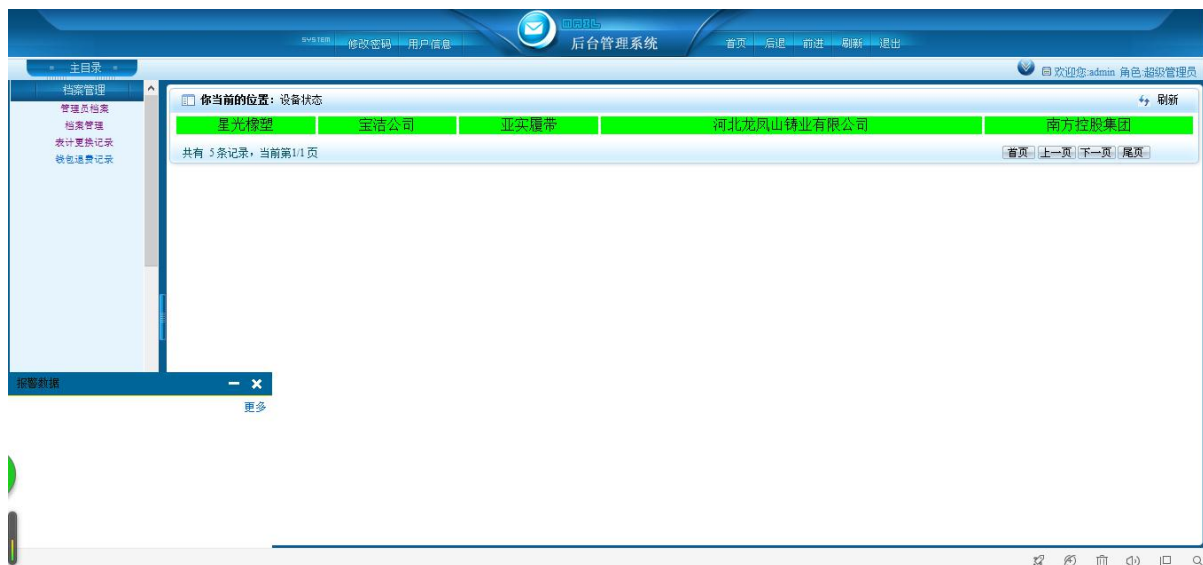 MAIL
SYSTEM 修改密码 用户信息 后台管理系统 首页 后退 前进 刷新 退出
主目录 欢迎您:admin 角色:超级管理员
档案管理
管理员档案
档案管理
表计更换记录
钱包退费记录
你当前的位置：设备状态 刷新
星光橡塑 宝洁公司 亚实履带 河北龙凤山铸业有限公司 南方控股集团
共有 5条记录，当前第1/1页 首页 上一页 下一页 尾页
报警数据
更多